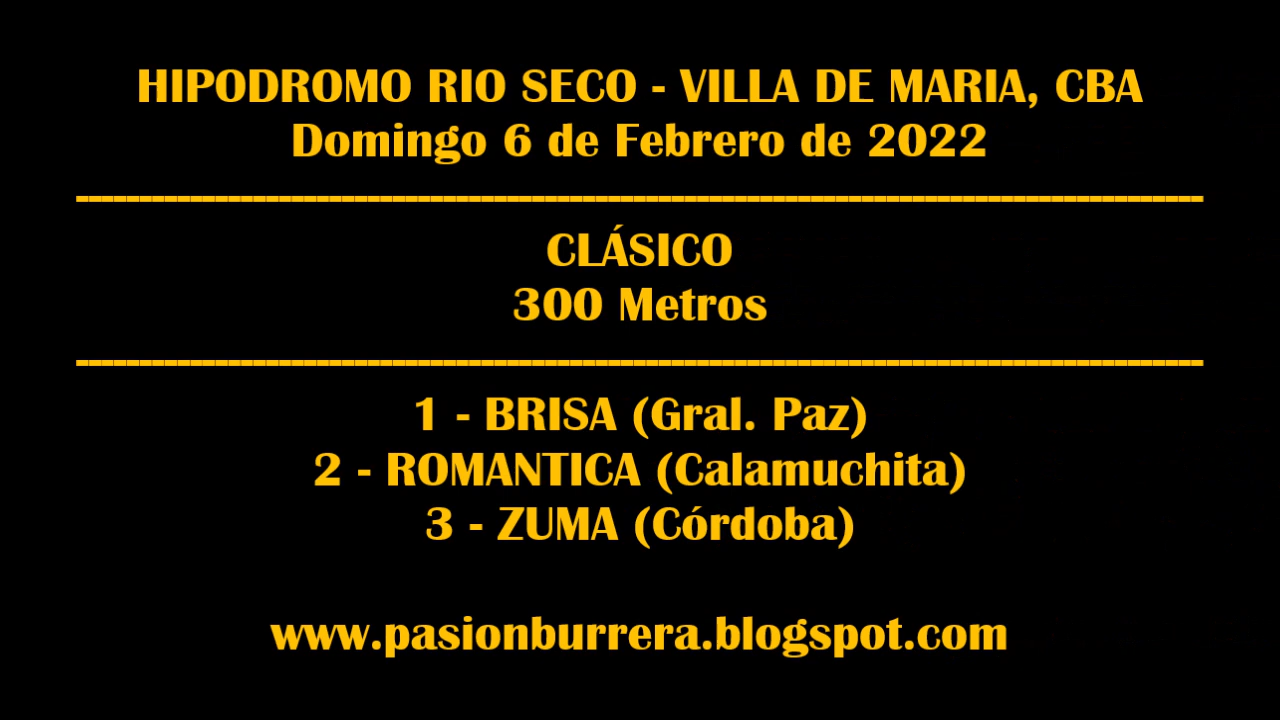 HIPODROMO RIO SECO - VILLA DE MARIA, CBA
Domingo 6 de Febrero de 2022
CLÁSICO
300 Metros
1 - BRISA (Gral. Paz)
2 - ROMANTICA (Calamuchita)
3 - ZUMA (Córdoba)
www.pasionburrera.blogspot.com